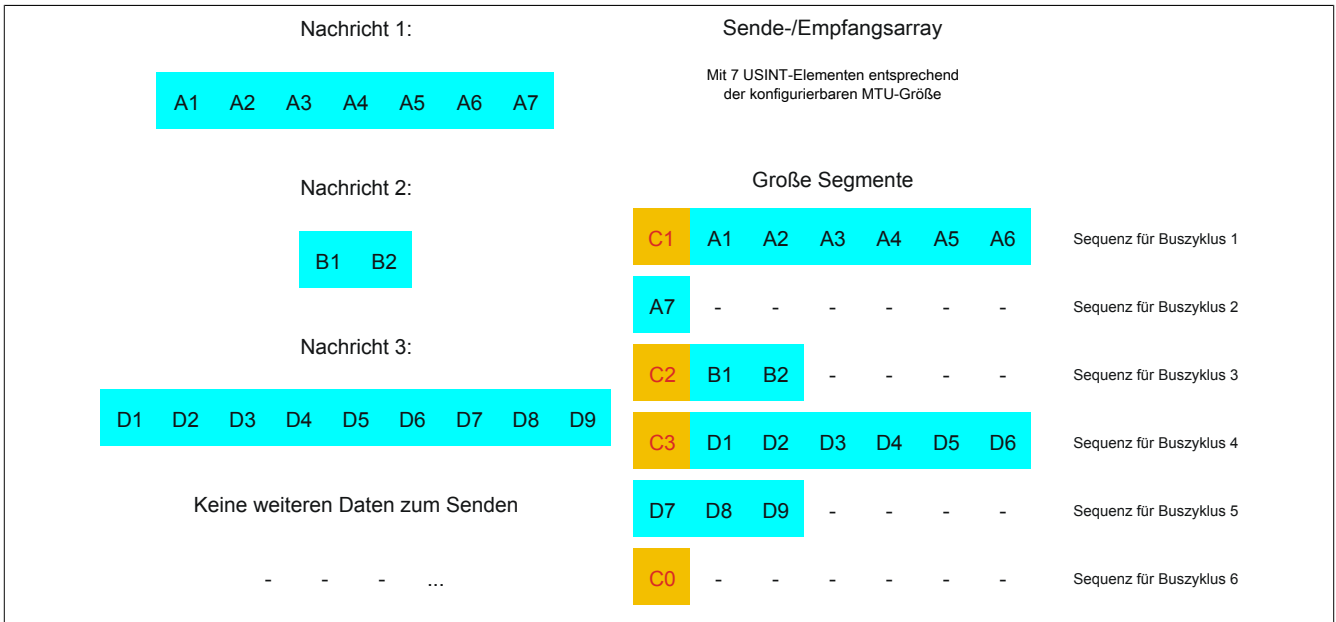 Nachricht 1:
A1 A2 A3 A4 A5 A6 A7
Nachricht 2:
B1 B2
Nachricht 3:
D1 D2 D3 D4 D5 D6 D7 D8 D9
Keine weiteren Daten zum Senden
- - - ...
Sende-/Empfangsarray
Mit 7 USINT-Elementen entsprechend
der konfigurierbaren MTU-Größe
Große Segmente
C1 A1 A2 A3 A4 A5 A6 Sequenz für Buszyklus 1
A7 - - - - - - Sequenz für Buszyklus 2
C2 B1 B2 - - - - Sequenz für Buszyklus 3
C3 D1 D2 D3 D4 D5 D6 Sequenz für Buszyklus 4
D7 D8 D9 - - - - Sequenz für Buszyklus 5
C0 - - - - - - Sequenz für Buszyklus 6